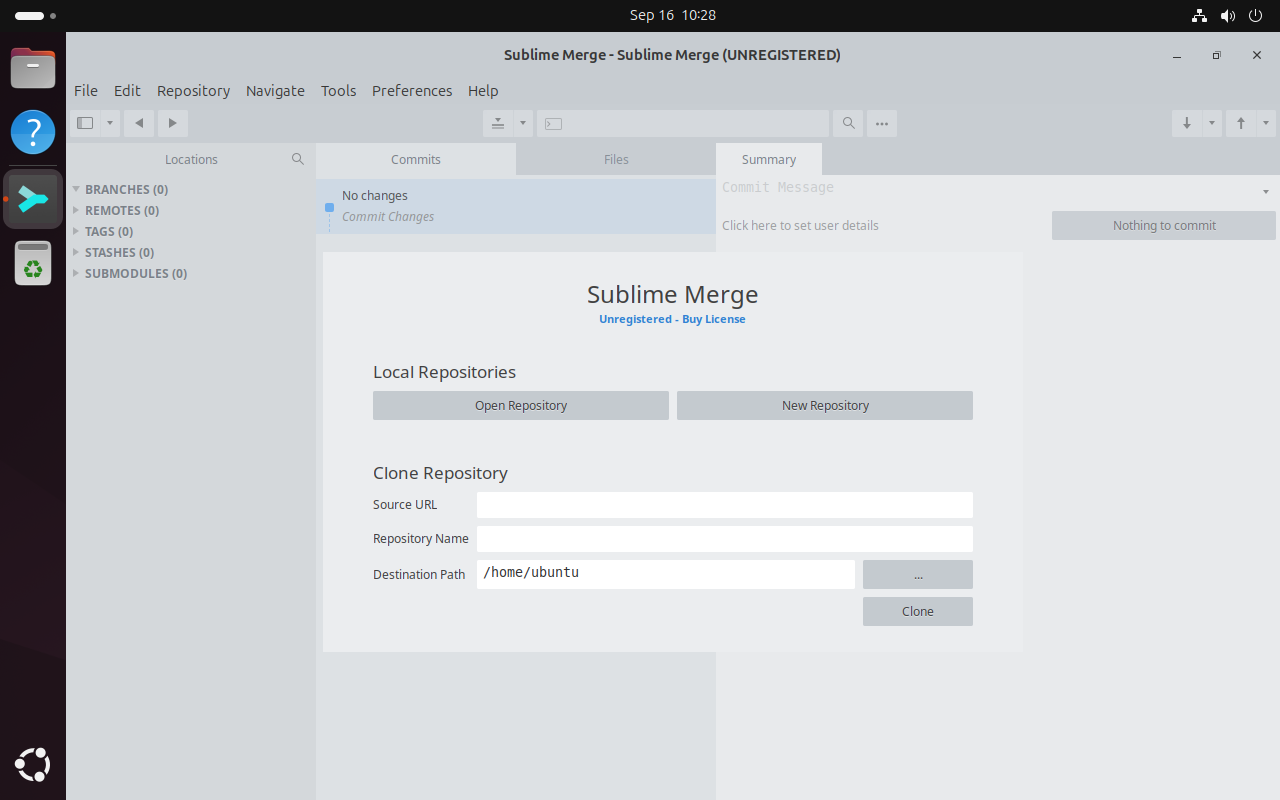 Sep 16 10:28
Sublime Merge - Sublime Merge (UNREGISTERED)
File Edit Repository Navigate Tools Preferences Help
Locations
BRANCHES (0)
REMOTES (0)
TAGS (0)
STASHES (0)
SUBMODULES (0)
Commits
Files
No changes
Commit Changes
Summary
Commit Message
Click here to set user details
Nothing to commit
Sublime Merge
Unregistered - Buy License
Local Repositories
Open Repository
New Repository
Clone Repository
Source URL
Repository Name
Destination Path
/home/ubuntu
...
Clone